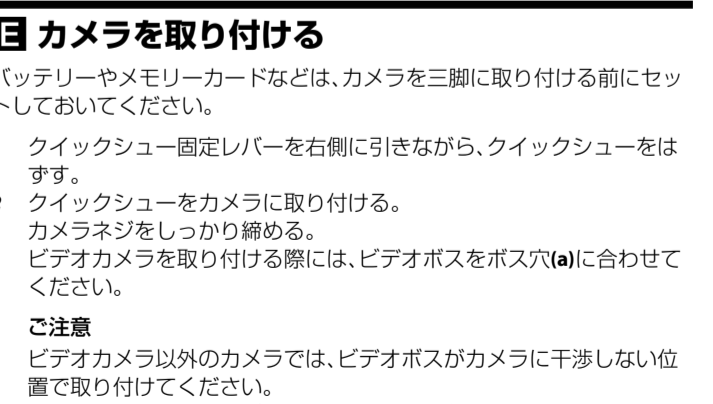 E カメラを取り付ける
バッテリーやメモリーカードなどは、カメラを三脚に取り付ける前にセッ
トしておいてください。
クイックシュー固定レバーを右側に引きながら、クイックシューをは
ずす。
クイックシューをカメラに取り付ける。
カメラネジをしっかり締める。
ビデオカメラを取り付ける際には、ビデオボスをボス穴(a)に合わせて
ください。
ご注意
ビデオカメラ以外のカメラでは、ビデオボスがカメラに干渉しない位
置で取り付けてください。